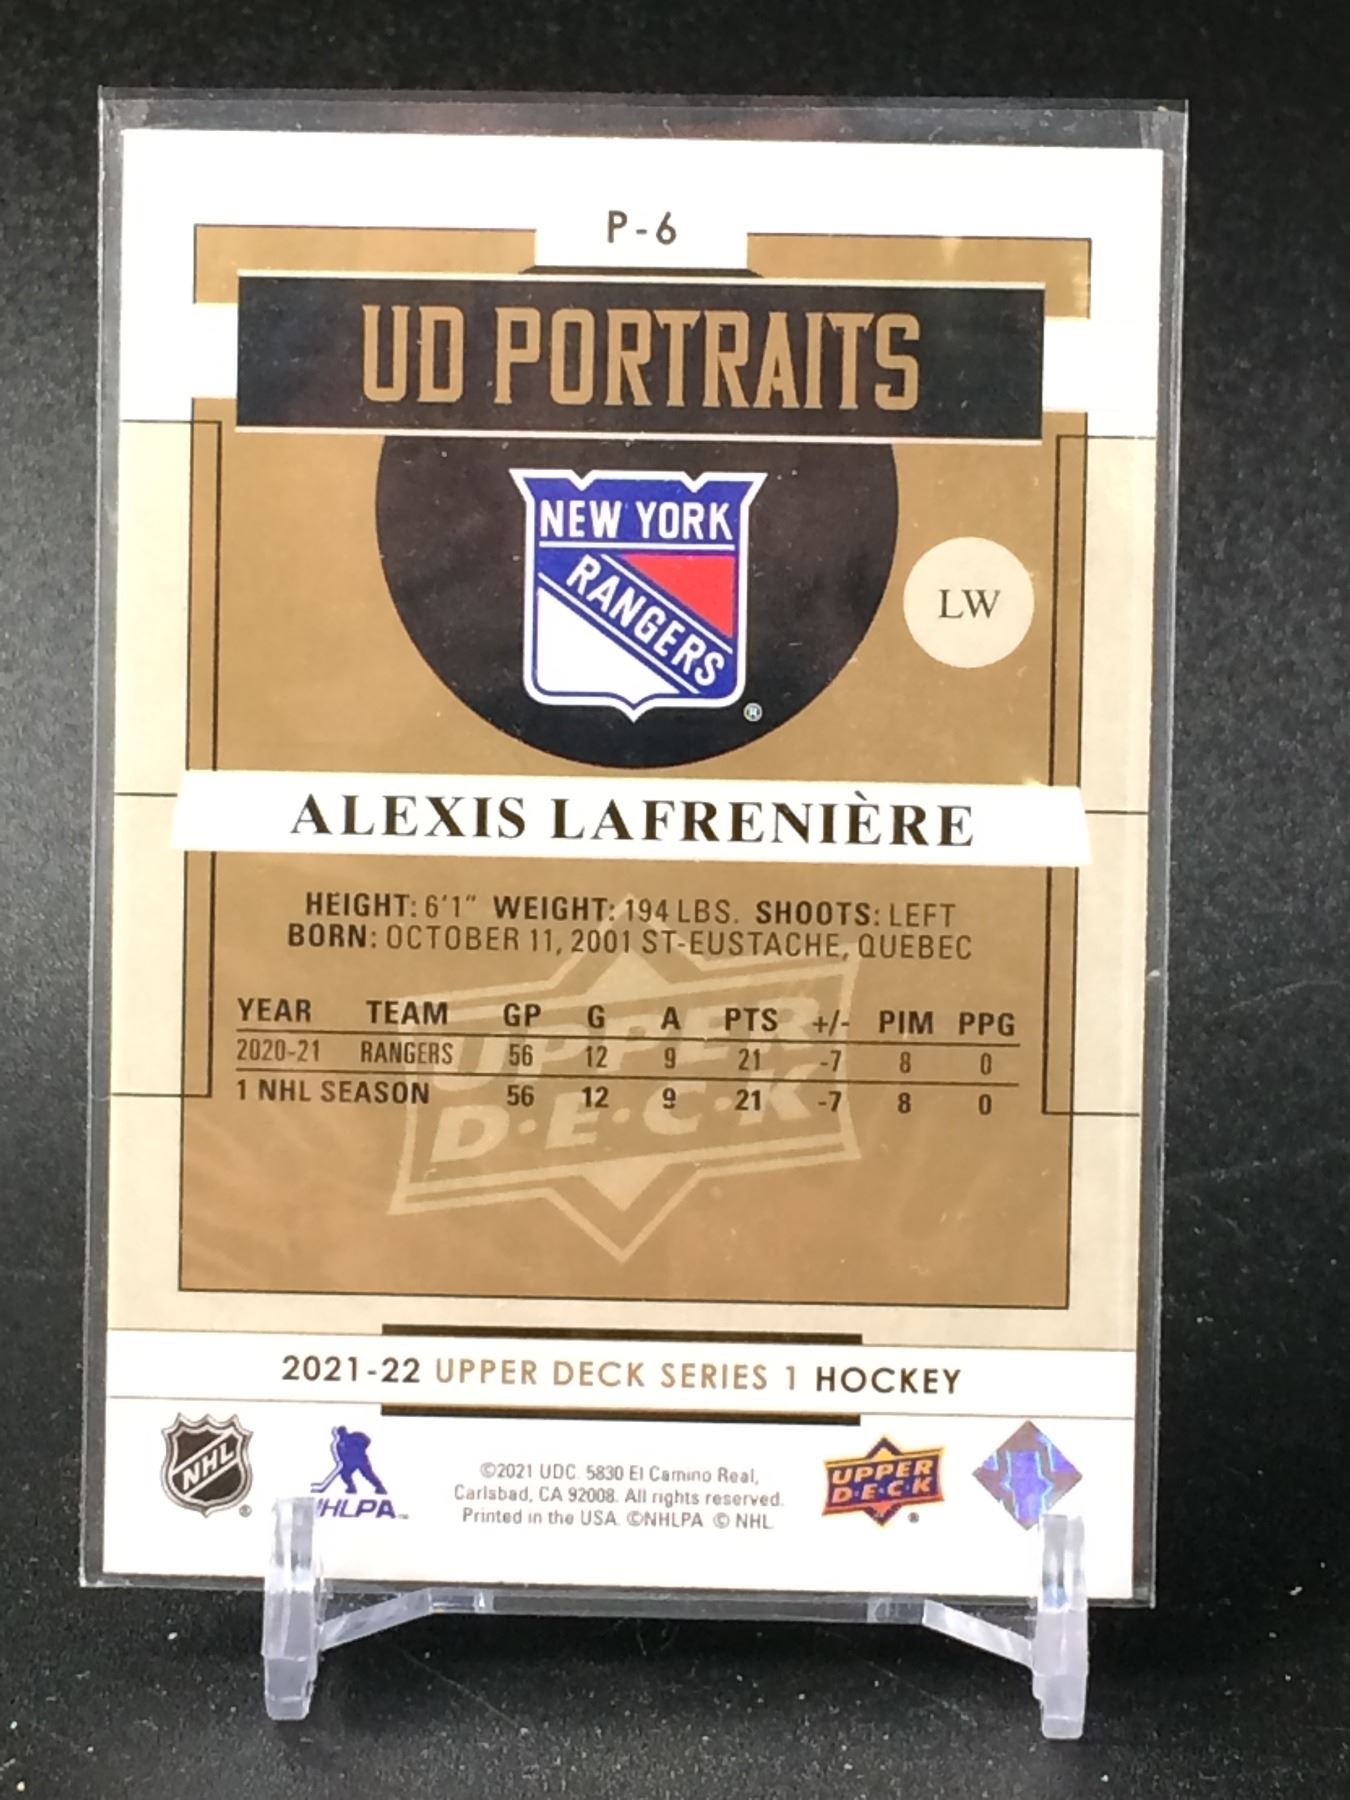 P-6
UD PORTRAITS
NEW YORK
RANGERS
®
LW
ALEXIS LAFRENIÈRE
HEIGHT: 6'1" WEIGHT: 194 LBS. SHOOTS: LEFT
BORN: OCTOBER 11, 2001 ST-EUSTACHE, QUEBEC
YEAR TEAM GP G A PTS +/- PIM PPG
2020-21 RANGERS 56 12 9 21 -7 8 0
1 NHL SEASON 56 12 9 21 -7 8 0
UPPER
D·E·C·K
2021-22 UPPER DECK SERIES 1 HOCKEY
NHL
®
NHLPA™
©2021 UDC. 5830 El Camino Real,
Carlsbad, CA 92008. All rights reserved.
Printed in the USA. ©NHLPA © NHL
UPPER
D·E·C·K
®